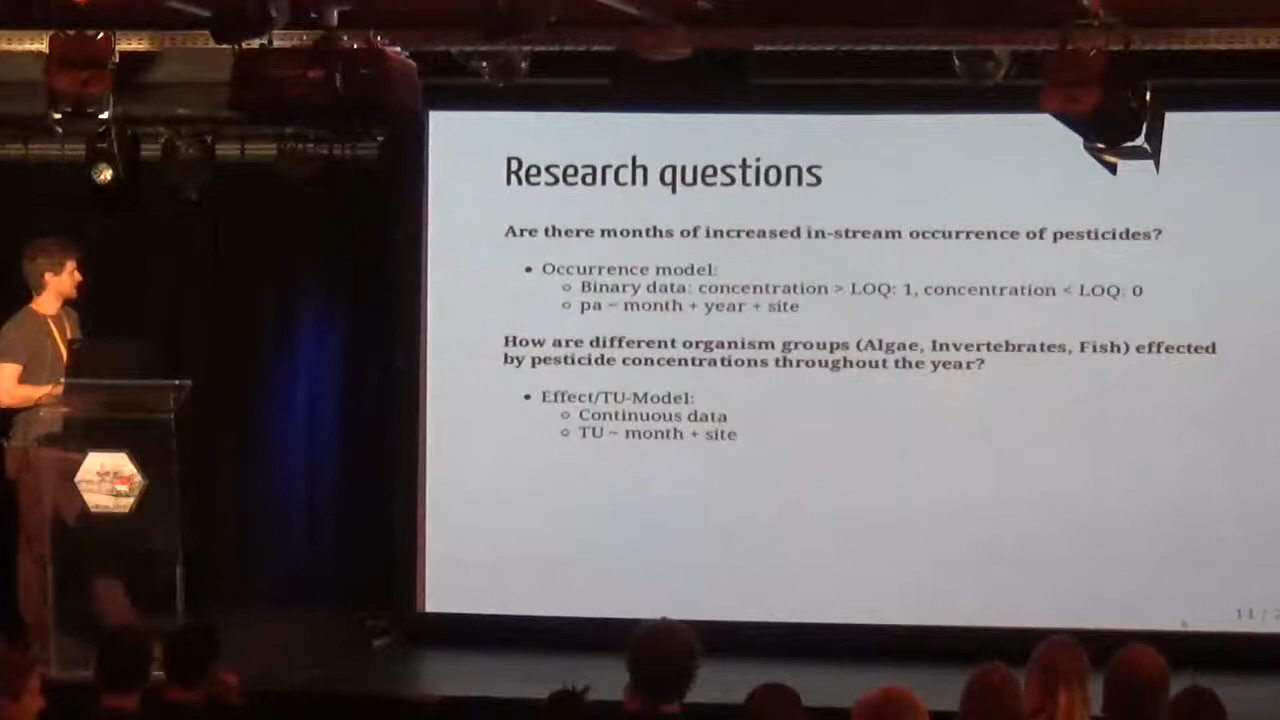 Research questions
Are there months of increased in-stream occurrence of pesticides?
• Occurrence model:
○ Binary data: concentration > LOQ: 1, concentration < LOQ: 0
○ pa ~ month + year + site
How are different organism groups (Algae, Invertebrates, Fish) effected
by pesticide concentrations throughout the year?
• Effect/TU-Model:
○ Continuous data
○ TU ~ month + site
11 /